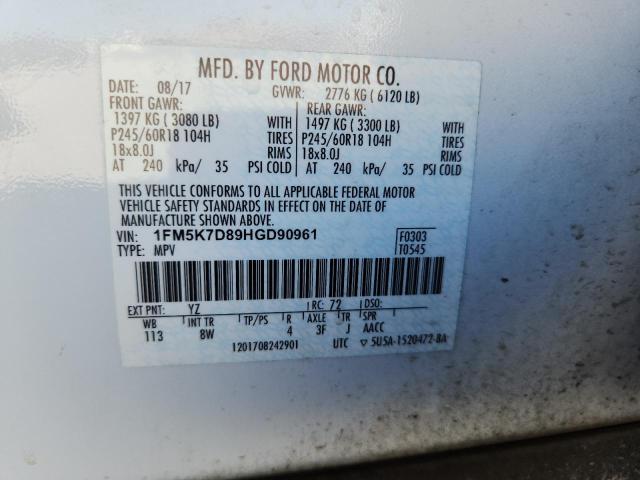 MFD. BY FORD MOTOR CO.
DATE: 08/17 GVWR: 2776 KG ( 6120 LB)
FRONT GAWR: REAR GAWR:
1397 KG ( 3080 LB) WITH 1497 KG ( 3300 LB) WITH
P245/60R18 104H TIRES P245/60R18 104H TIRES
18x8.0J RIMS 18x8.0J RIMS
AT 240 kPa/ 35 PSI COLD AT 240 kPa/ 35 PSI COLD
THIS VEHICLE CONFORMS TO ALL APPLICABLE FEDERAL MOTOR
VEHICLE SAFETY STANDARDS IN EFFECT ON THE DATE OF
MANUFACTURE SHOWN ABOVE.
VIN: 1FM5K7D89HGD90961 F0303
TYPE: MPV T0545
EXT PNT: YZ RC: 72 DSO:
WB INT TR TP/PS R AXLE TR SPR
113 8W 4 3F J AACC
1201708242901 UTC ▽ 5U5A-1520472-BA